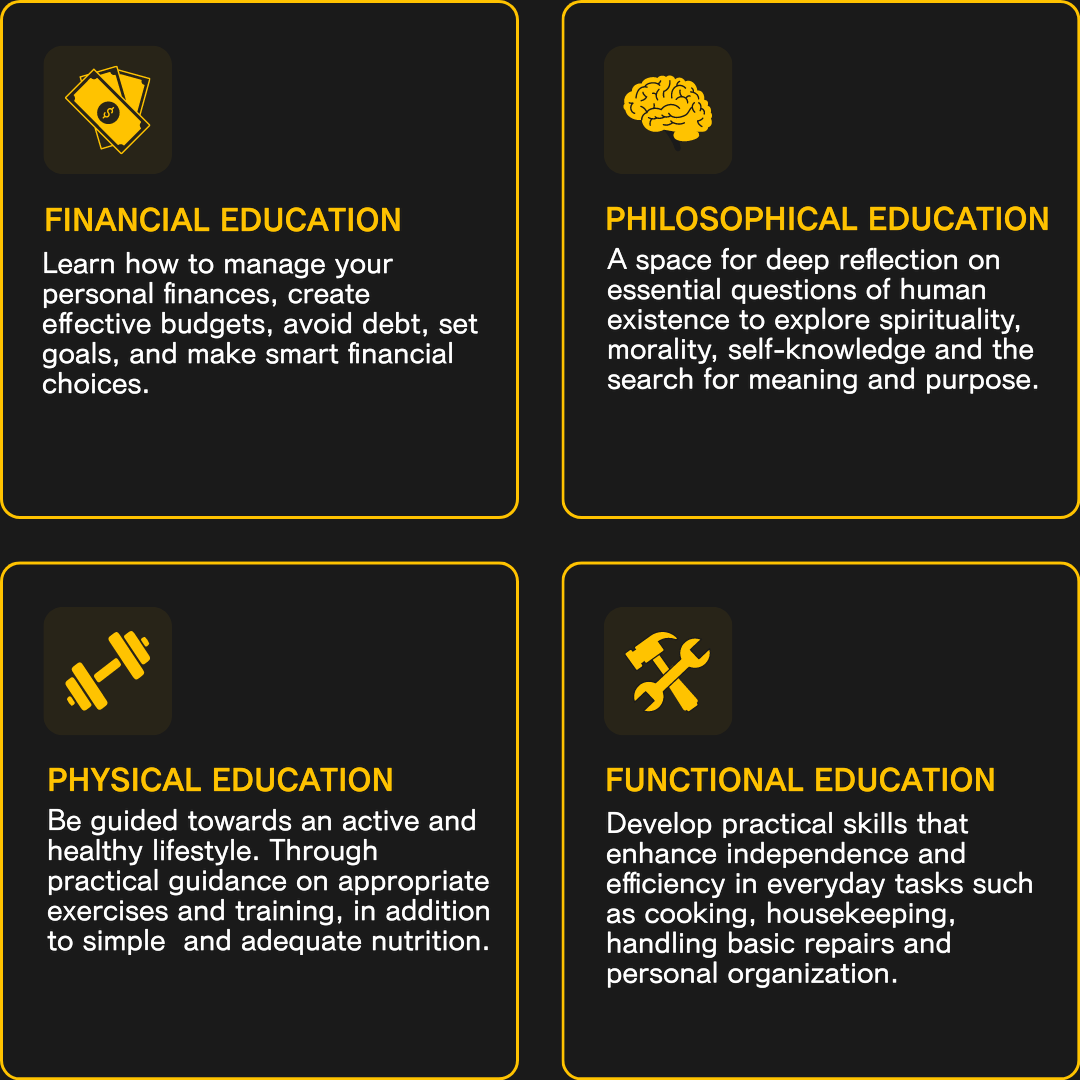 FINANCIAL EDUCATION
Learn how to manage your
personal finances, create
effective budgets, avoid debt, set
goals, and make smart financial
choices.
PHILOSOPHICAL EDUCATION
A space for deep reflection on
essential questions of human
existence to explore spirituality,
morality, self-knowledge and the
search for meaning and purpose.
PHYSICAL EDUCATION
Be guided towards an active and
healthy lifestyle. Through
practical guidance on appropriate
exercises and training, in addition
to simple  and adequate nutrition.
FUNCTIONAL EDUCATION
Develop practical skills that
enhance independence and
efficiency in everyday tasks such
as cooking, housekeeping,
handling basic repairs and
personal organization.